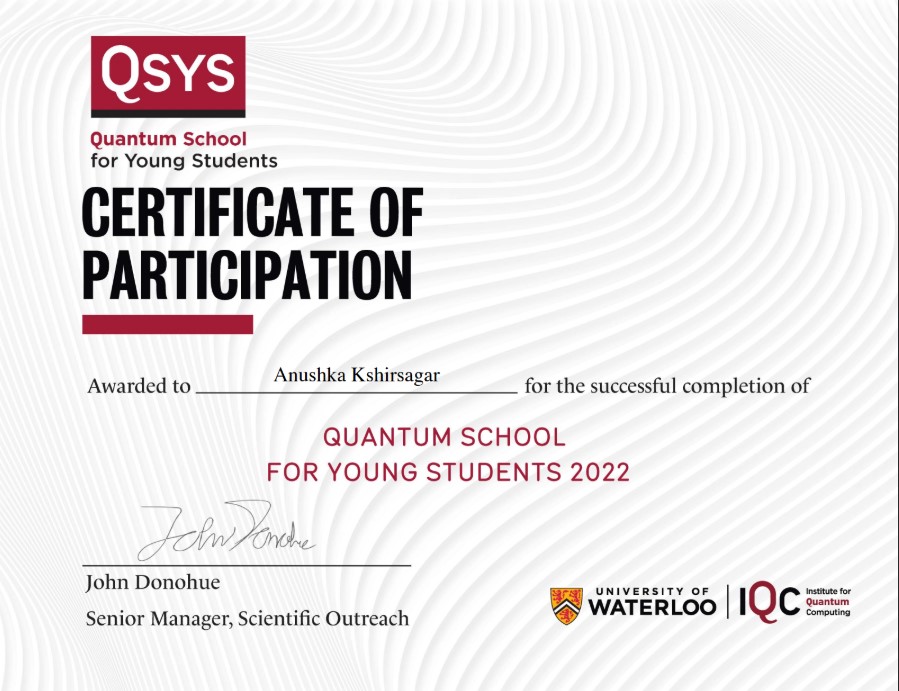 QSYS
Quantum School
for Young Students
CERTIFICATE OF
PARTICIPATION
Awarded to Anushka Kshirsagar for the successful completion of
QUANTUM SCHOOL
FOR YOUNG STUDENTS 2022
John Donohue
John Donohue
Senior Manager, Scientific Outreach
UNIVERSITY OF
WATERLOO
IQC
Institute for
Quantum
Computing